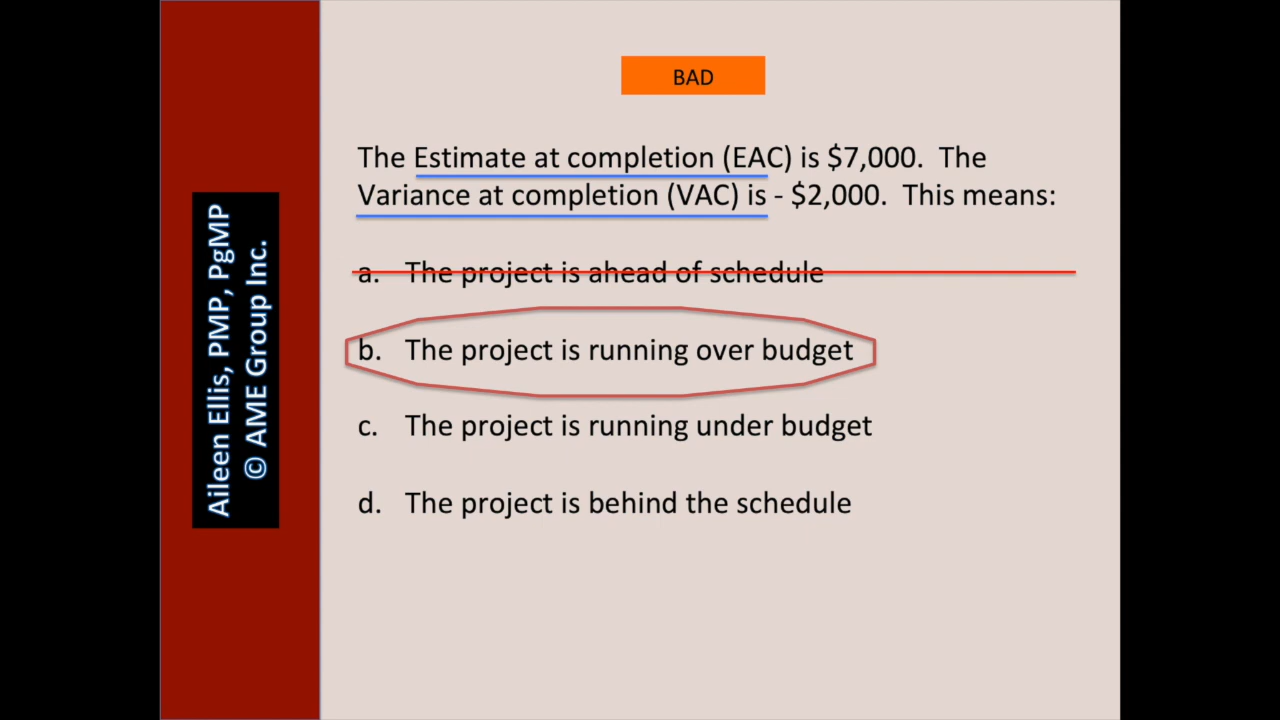 BAD
The Estimate at completion (EAC) is $7,000. The
Variance at completion (VAC) is - $2,000. This means:
a. The project is ahead of schedule
b. The project is running over budget
c. The project is running under budget
d. The project is behind the schedule
Aileen Ellis, PMP, PgMP
© AME Group Inc.